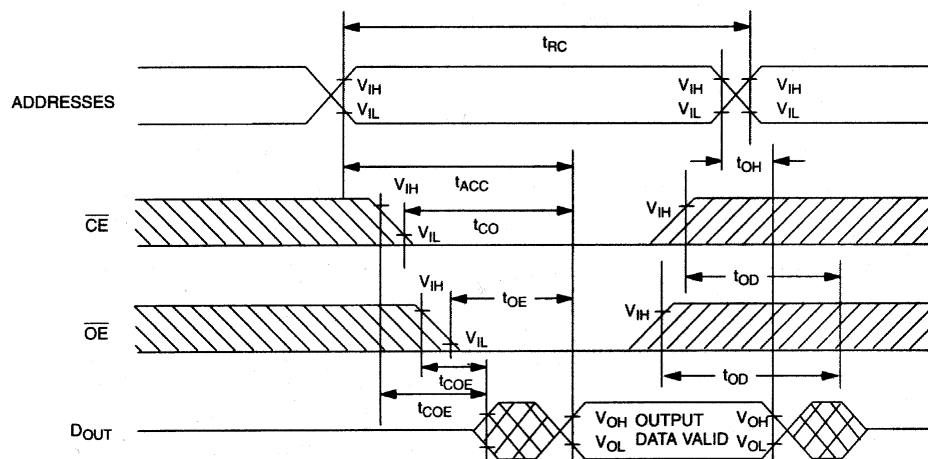 tRC
ADDRESSES
VIH VIH VIH
VIL VIL VIL
tOH
tACC
VIH
CE VIL tCO VIH
tOD
VIH
tOE
OE VIL VIH
tCOE tOD
tCOE
DOUT
VOH OUTPUT VOH
VOL DATA VALID VOL